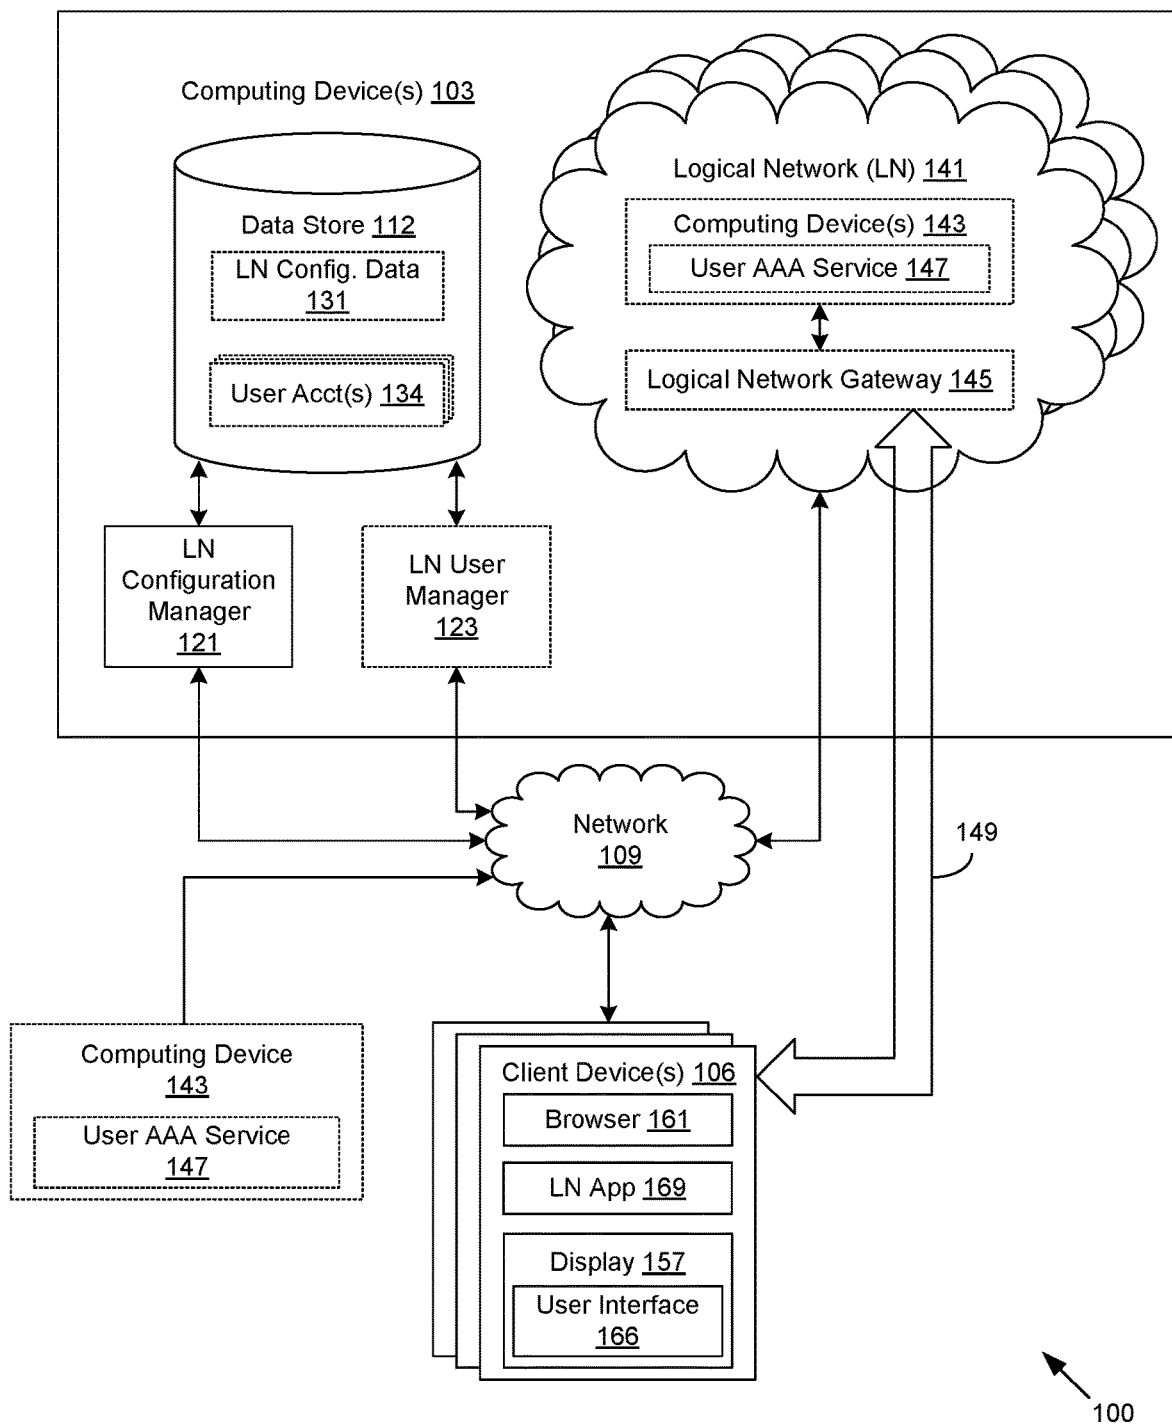 Computing Device(s) 103
Data Store 112
LN Config. Data
131
User Acct(s) 134
Logical Network (LN) 141
Computing Device(s) 143
User AAA Service 147
Logical Network Gateway 145
LN
Configuration
Manager
121
LN User
Manager
123
Network
109
149
Computing Device
143
User AAA Service
147
Client Device(s) 106
Browser 161
LN App 169
Display 157
User Interface
166
100